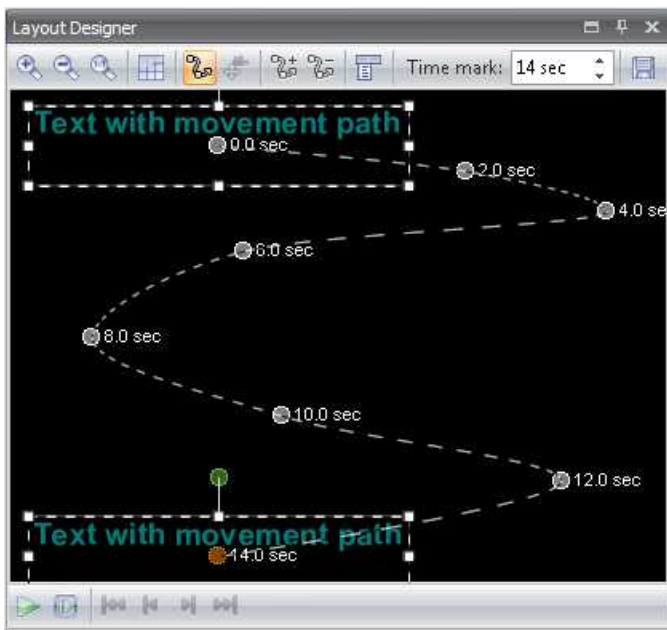 Layout Designer
Time mark: 14 sec
Text with movement path
0.0 sec
2.0 sec
4.0 se
6.0 sec
8.0 sec
10.0 sec
12.0 sec
Text with movement path
14.0 sec